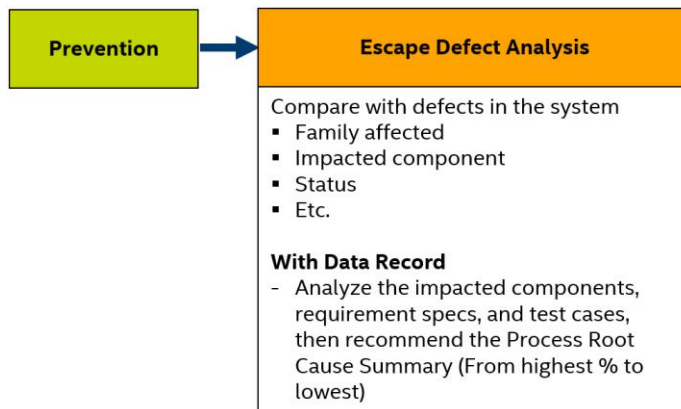 Prevention
Escape Defect Analysis
Compare with defects in the system
▪ Family affected
▪ Impacted component
▪ Status
▪ Etc.
With Data Record
- Analyze the impacted components,
requirement specs, and test cases,
then recommend the Process Root
Cause Summary (From highest % to
lowest)